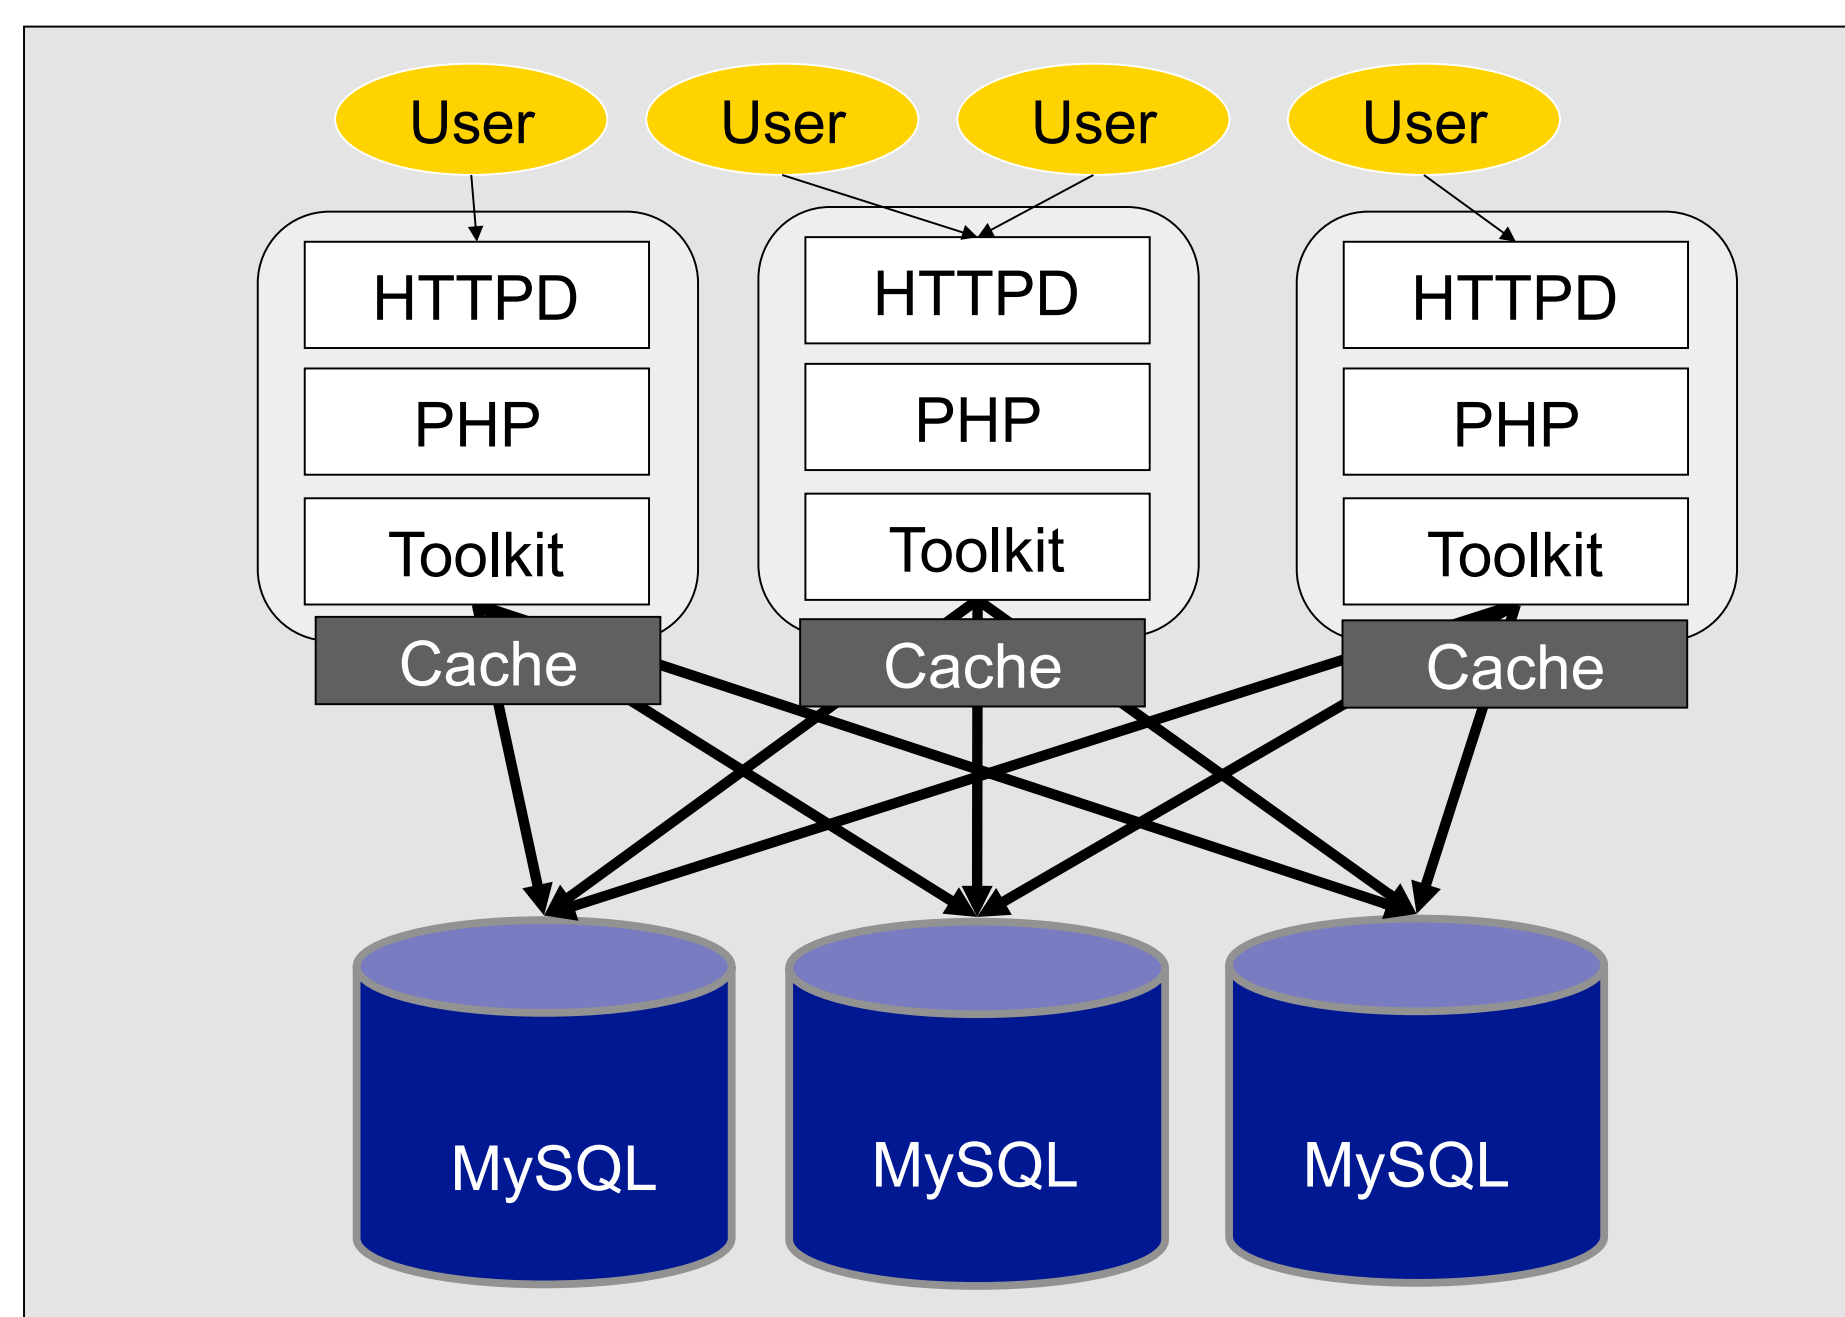 User
User
User
User
HTTPD
HTTPD
HTTPD
PHP
PHP
PHP
Toolkit
Toolkit
Toolkit
Cache
Cache
Cache
MySQL
MySQL
MySQL